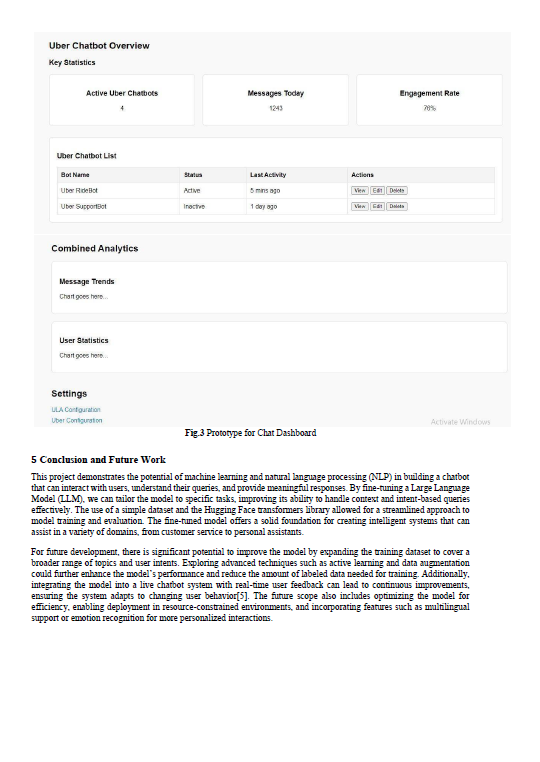 Uber Chatbot Overview
Key Statistics
Active Uber Chatbots
4
Messages Today
1243
Engagement Rate
76%
Uber Chatbot List
Bot Name Status Last Activity Actions
Uber RideBot Active 5 mins ago View Edit Delete
Uber SupportBot Inactive 1 day ago View Edit Delete
Combined Analytics
Message Trends
Chart goes here...
User Statistics
Chart goes here...
Settings
ULA Configuration
Uber Configuration
Activate Windows
Fig.3 Prototype for Chat Dashboard
5 Conclusion and Future Work
This project demonstrates the potential of machine learning and natural language processing (NLP) in building a chatbot
that can interact with users, understand their queries, and provide meaningful responses. By fine-tuning a Large Language
Model (LLM), we can tailor the model to specific tasks, improving its ability to handle context and intent-based queries
effectively. The use of a simple dataset and the Hugging Face transformers library allowed for a streamlined approach to
model training and evaluation. The fine-tuned model offers a solid foundation for creating intelligent systems that can
assist in a variety of domains, from customer service to personal assistants.
For future development, there is significant potential to improve the model by expanding the training dataset to cover a
broader range of topics and user intents. Exploring advanced techniques such as active learning and data augmentation
could further enhance the model's performance and reduce the amount of labeled data needed for training. Additionally,
integrating the model into a live chatbot system with real-time user feedback can lead to continuous improvements,
ensuring the system adapts to changing user behavior[5]. The future scope also includes optimizing the model for
efficiency, enabling deployment in resource-constrained environments, and incorporating features such as multilingual
support or emotion recognition for more personalized interactions.